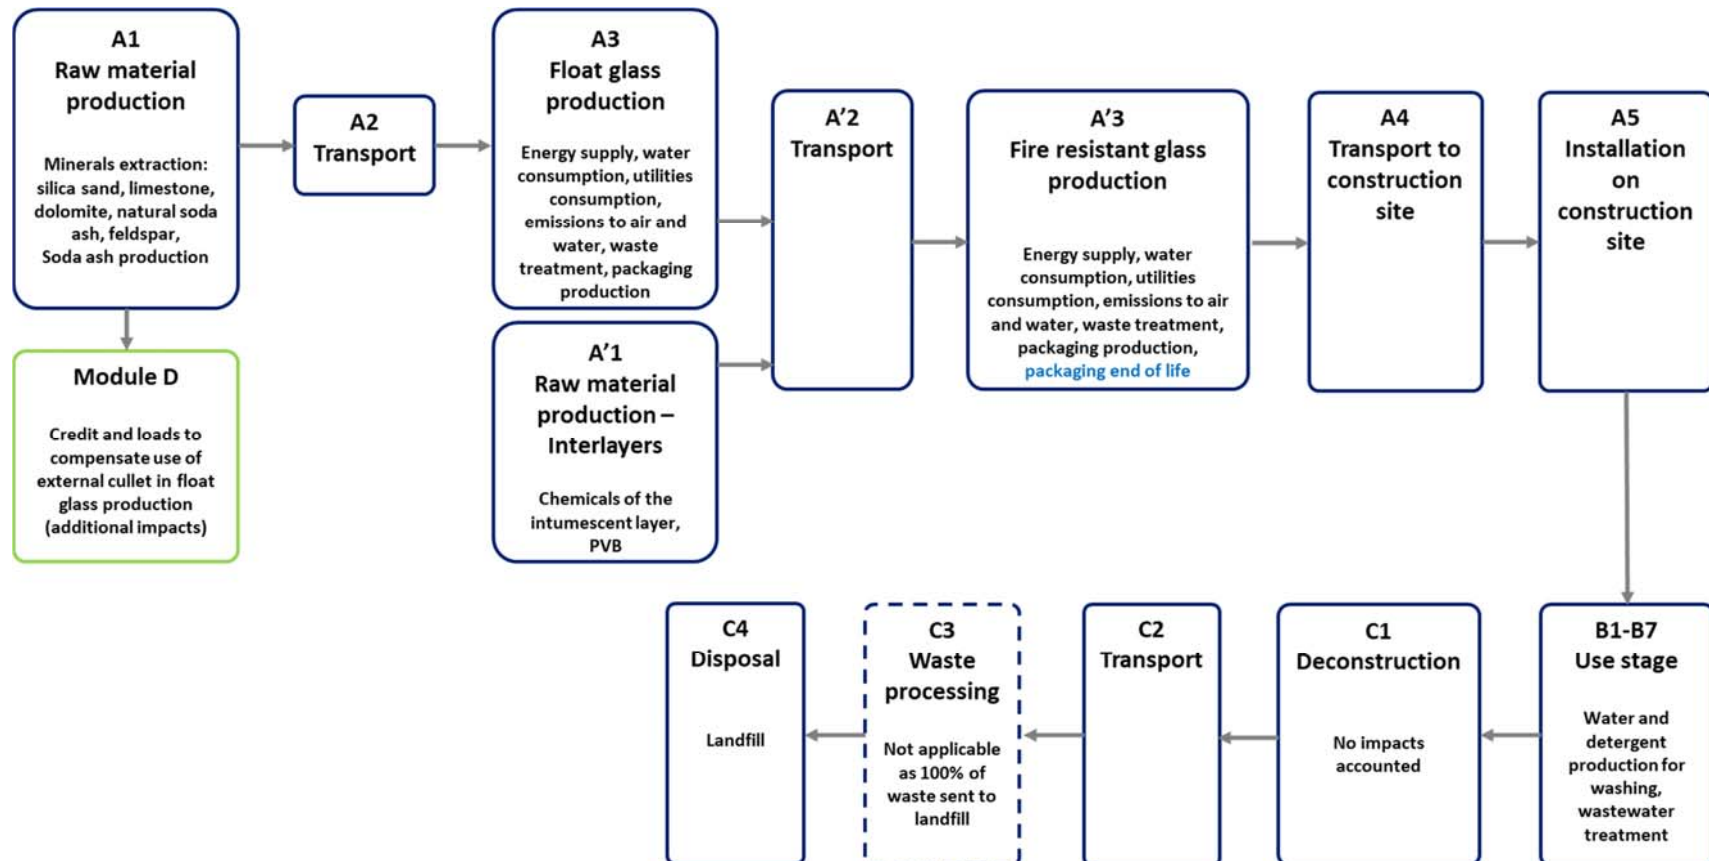 A1
Raw material
production
Minerals extraction:
silica sand, limestone,
dolomite, natural soda
ash, feldspar,
Soda ash production
A2
Transport
A3
Float glass
production
Energy supply, water
consumption, utilities
consumption,
emissions to air and
water, waste
treatment, packaging
production
A’2
Transport
A’3
Fire resistant glass
production
Energy supply, water
consumption, utilities
consumption, emissions to air
and water, waste treatment,
packaging production,
packaging end of life
A4
Transport to
construction
site
A5
Installation
on
construction
site
Module D
Credit and loads to
compensate use of
external cullet in float
glass production
(additional impacts)
A’1
Raw material
production –
Interlayers
Chemicals of the
intumescent layer,
PVB
C4
Disposal
Landfill
C3
Waste
processing
Not applicable
as 100% of
waste sent to
landfill
C2
Transport
C1
Deconstruction
No impacts
accounted
B1-B7
Use stage
Water and
detergent
production for
washing,
wastewater
treatment